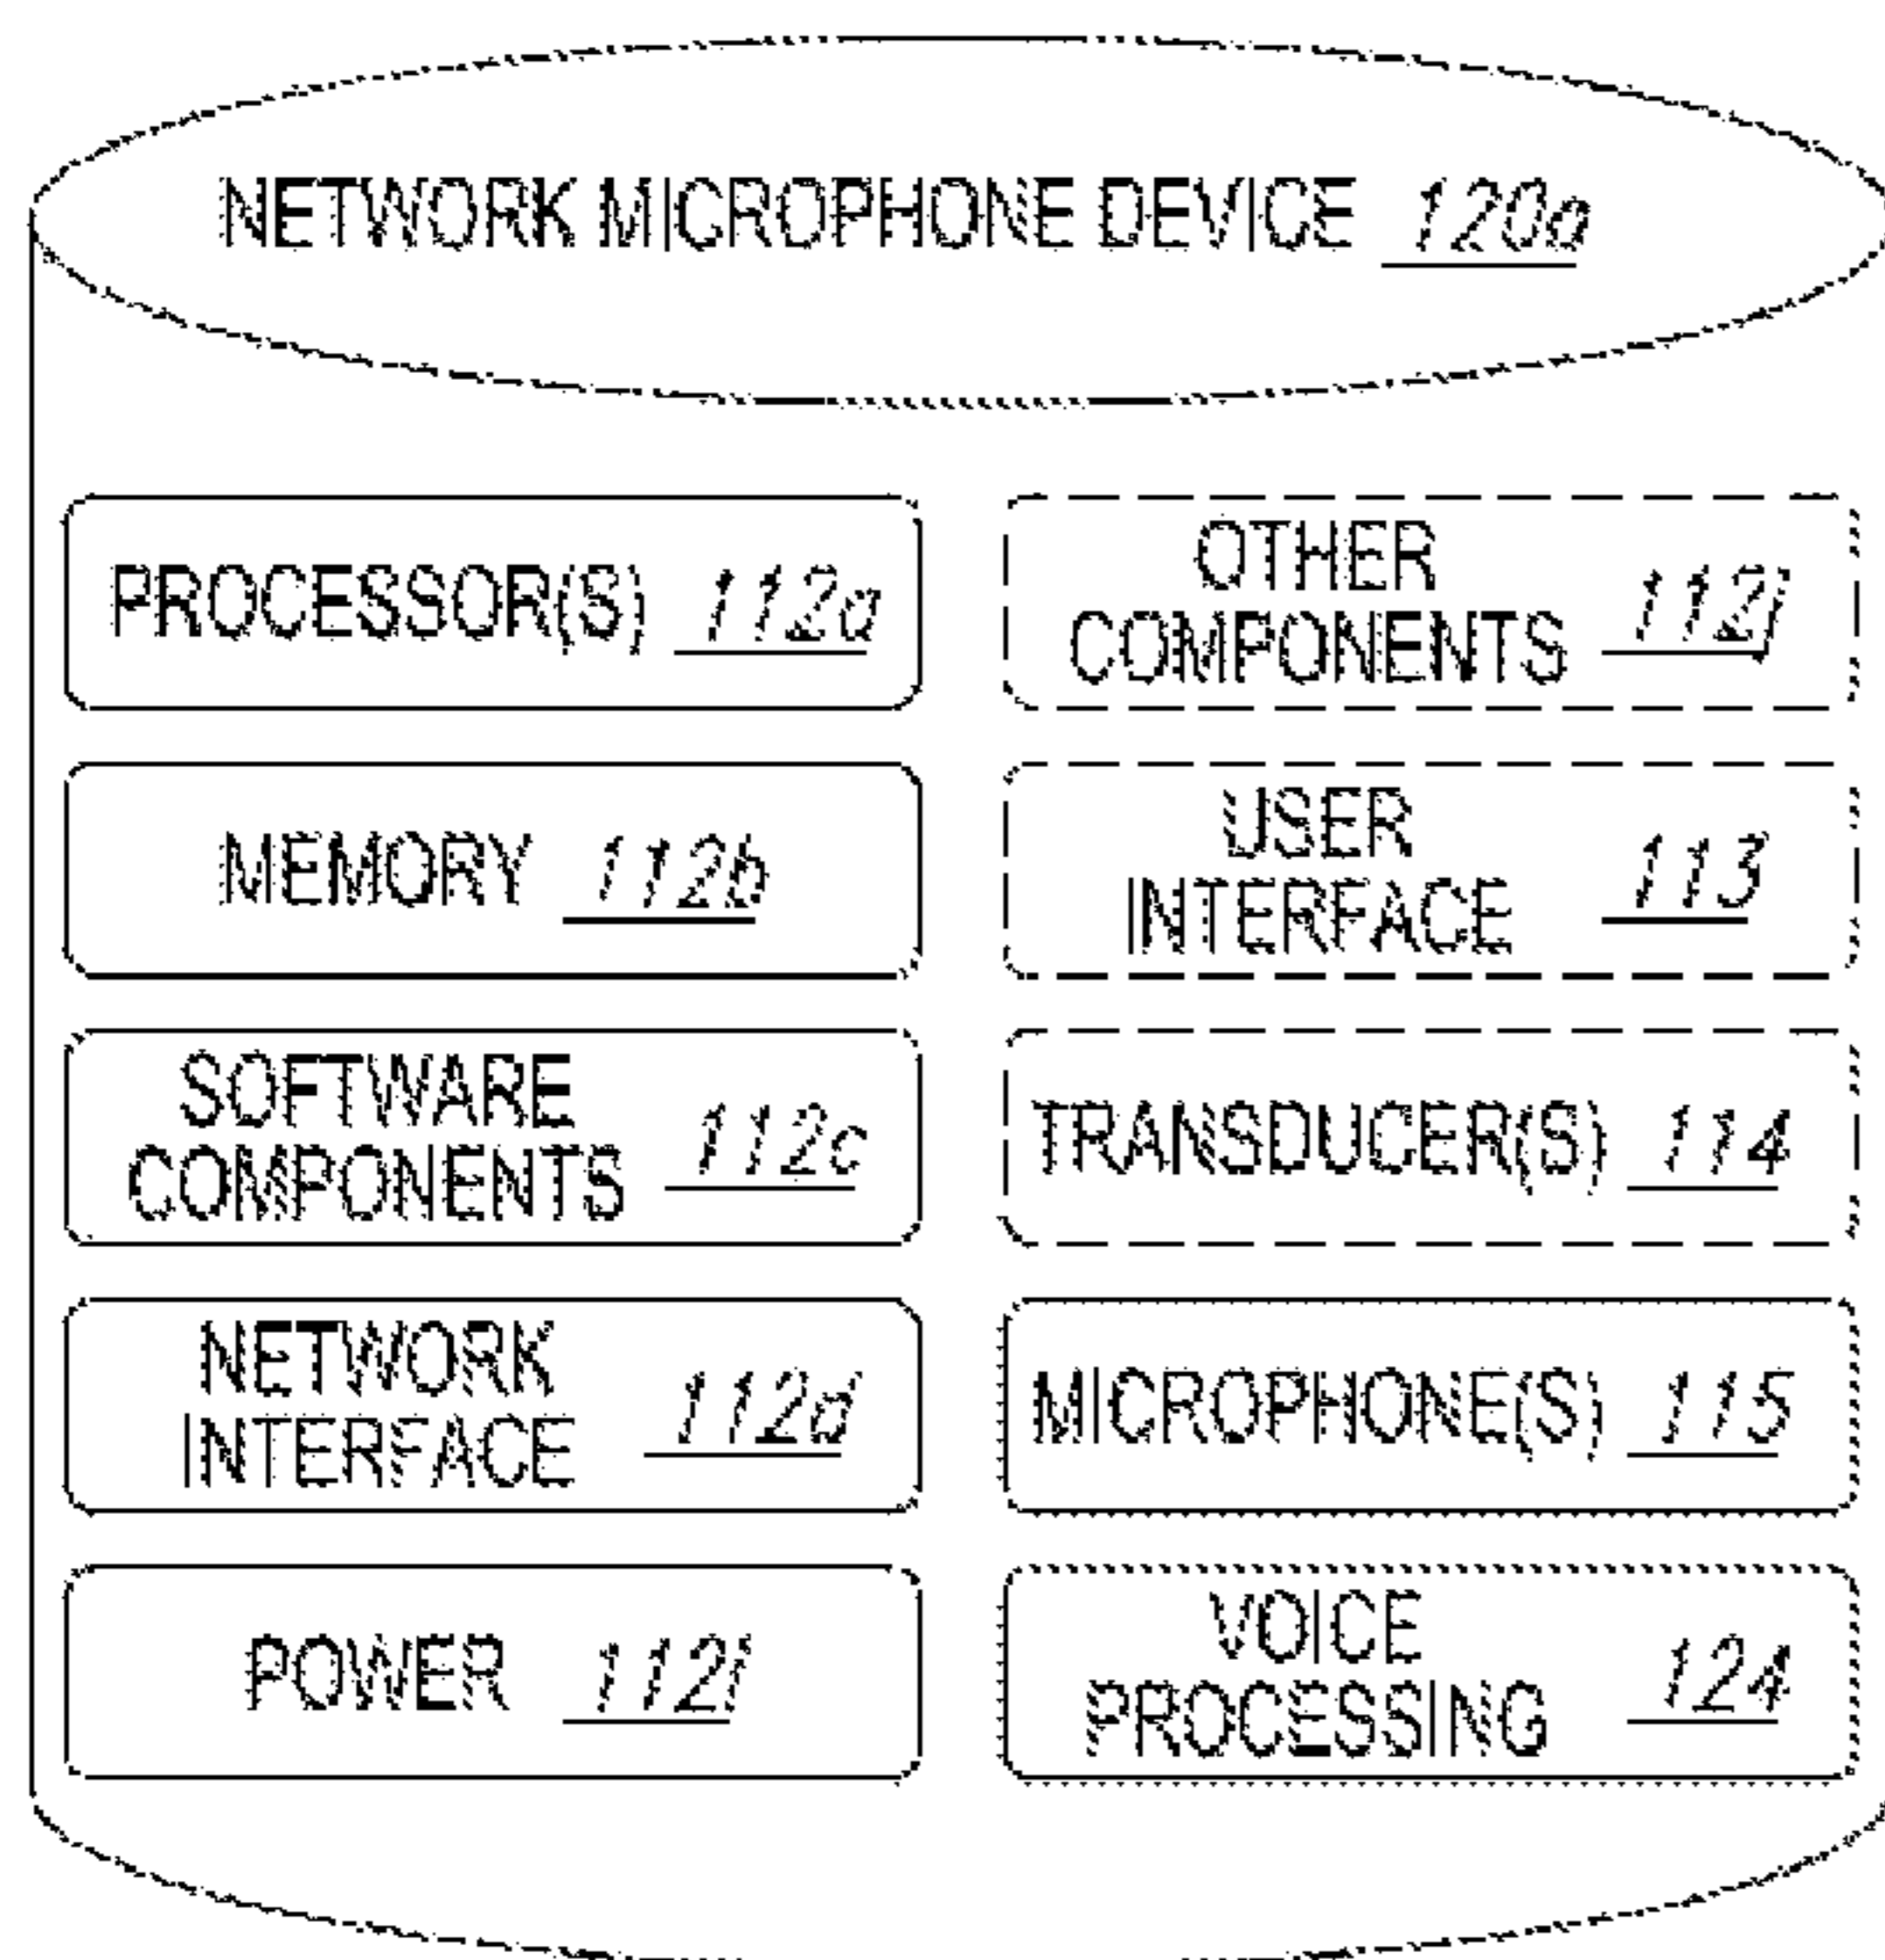 NETWORK MICROPHONE DEVICE 120a
PROCESSOR(S) 112a
MEMORY 112b
SOFTWARE
COMPONENTS 112c
NETWORK
INTERFACE 112d
POWER 112i
OTHER
COMPONENTS 112j
USER
INTERFACE 113
TRANSDUCER(S) 114
MICROPHONE(S) 115
VOICE
PROCESSING 124